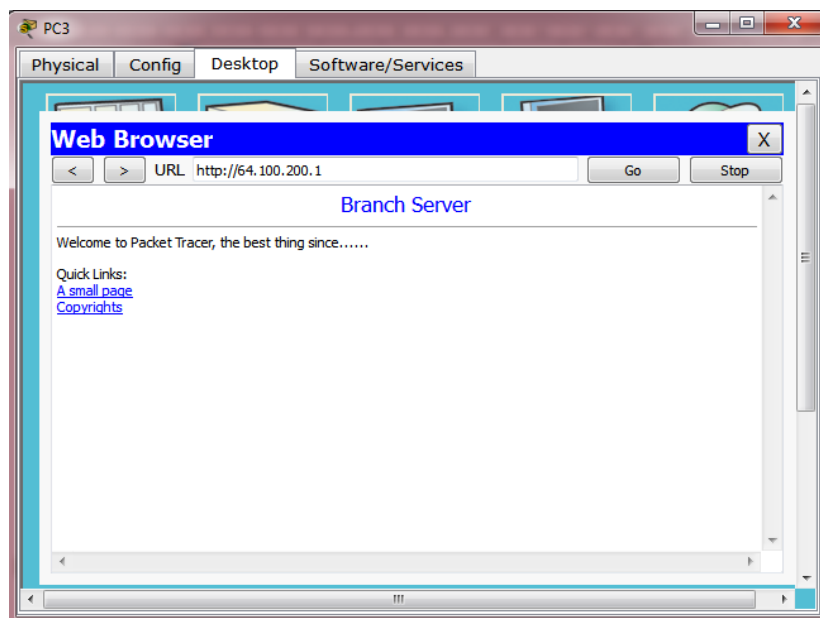 PC3
Physical Config Desktop Software/Services
Web Browser X
< > URL http://64.100.200.1 Go Stop
Branch Server
Welcome to Packet Tracer, the best thing since......
Quick Links:
A small page
Copyrights